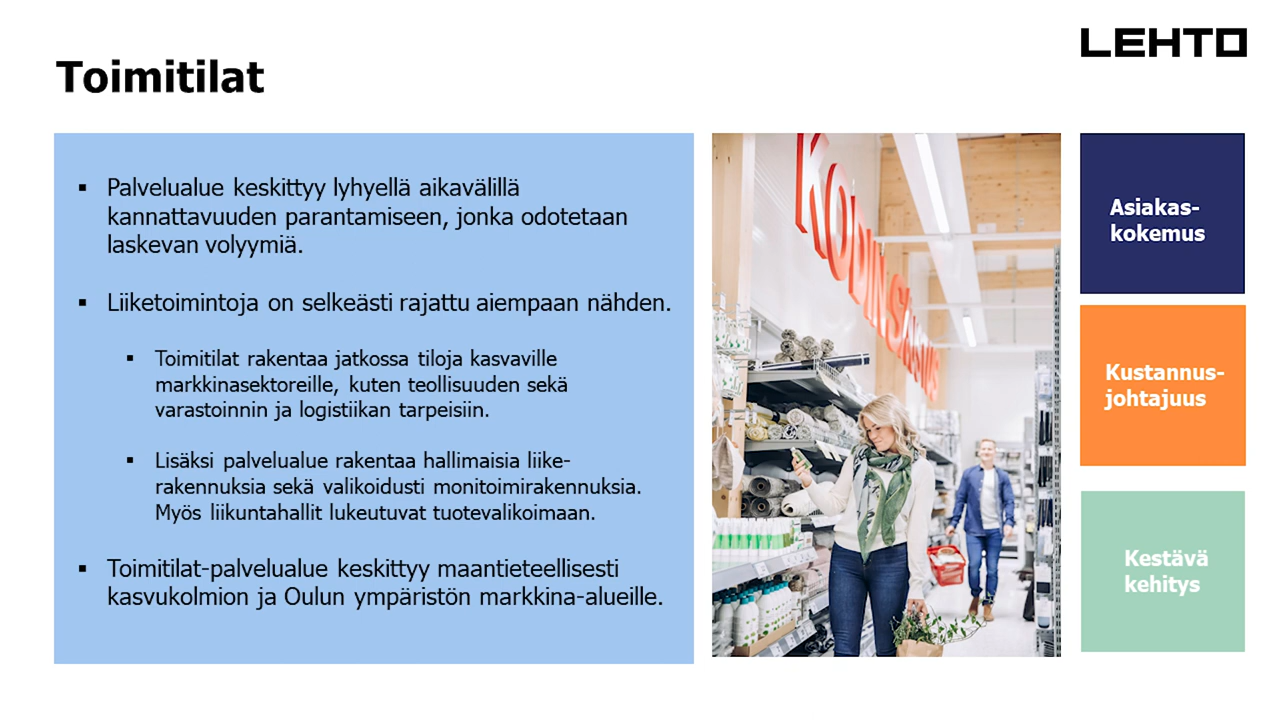 LEHTO
Toimitilat
▪ Palvelualue keskittyy lyhyellä aikavälillä
kannattavuuden parantamiseen, jonka odotetaan
laskevan volyymiä.
▪ Liiketoimintoja on selkeästi rajattu aiempaan nähden.
▪ Toimitilat rakentaa jatkossa tiloja kasvaville
markkinasektoreille, kuten teollisuuden sekä
varastoinnin ja logistiikan tarpeisiin.
▪ Lisäksi palvelualue rakentaa hallimaisia liike-
rakennuksia sekä valikoidusti monitoimirakennuksia.
Myös liikuntahallit lukeutuvat tuotevalikoimaan.
▪ Toimitilat-palvelualue keskittyy maantieteellisesti
kasvukolmion ja Oulun ympäristön markkina-alueille.
Asiakas-
kokemus
Kustannus-
johtajuus
Kestävä
kehitys